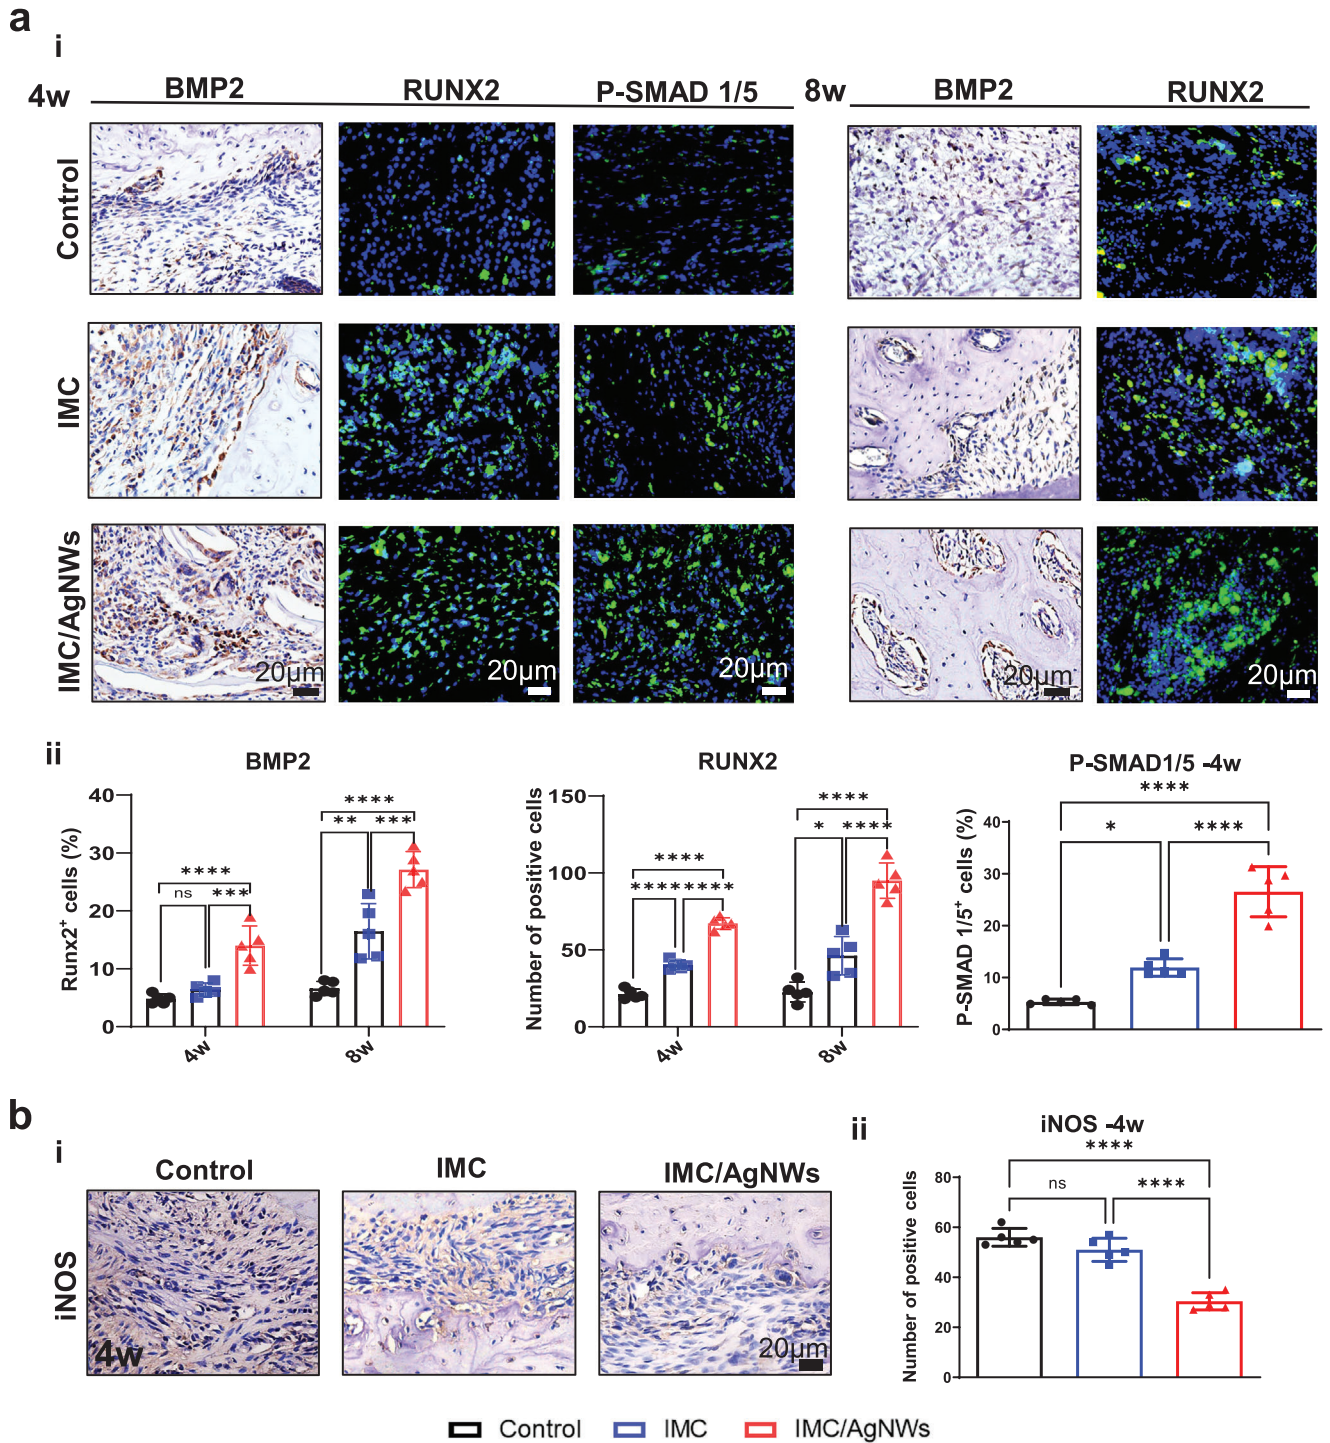 a
i
4w BMP2 RUNX2 P-SMAD 1/5 8w BMP2 RUNX2
Control
IMC
IMC/AgNWs
20μm 20μm 20μm 20μm 20μm
ii
BMP2
Runx2⁺ cells (%)
40
30
20
10
0
**** ns *** **** ** ***
4w 8w
RUNX2
Number of positive cells
150
100
50
0
**** **** **** **** * ****
4w 8w
P-SMAD1/5 -4w
P-SMAD 1/5⁺ cells (%)
40
30
20
10
0
**** * ****
b
i
Control IMC IMC/AgNWs
iNOS
4w
20μm
ii
iNOS -4w
Number of positive cells
80
60
40
20
0
**** ns ****
Control IMC IMC/AgNWs